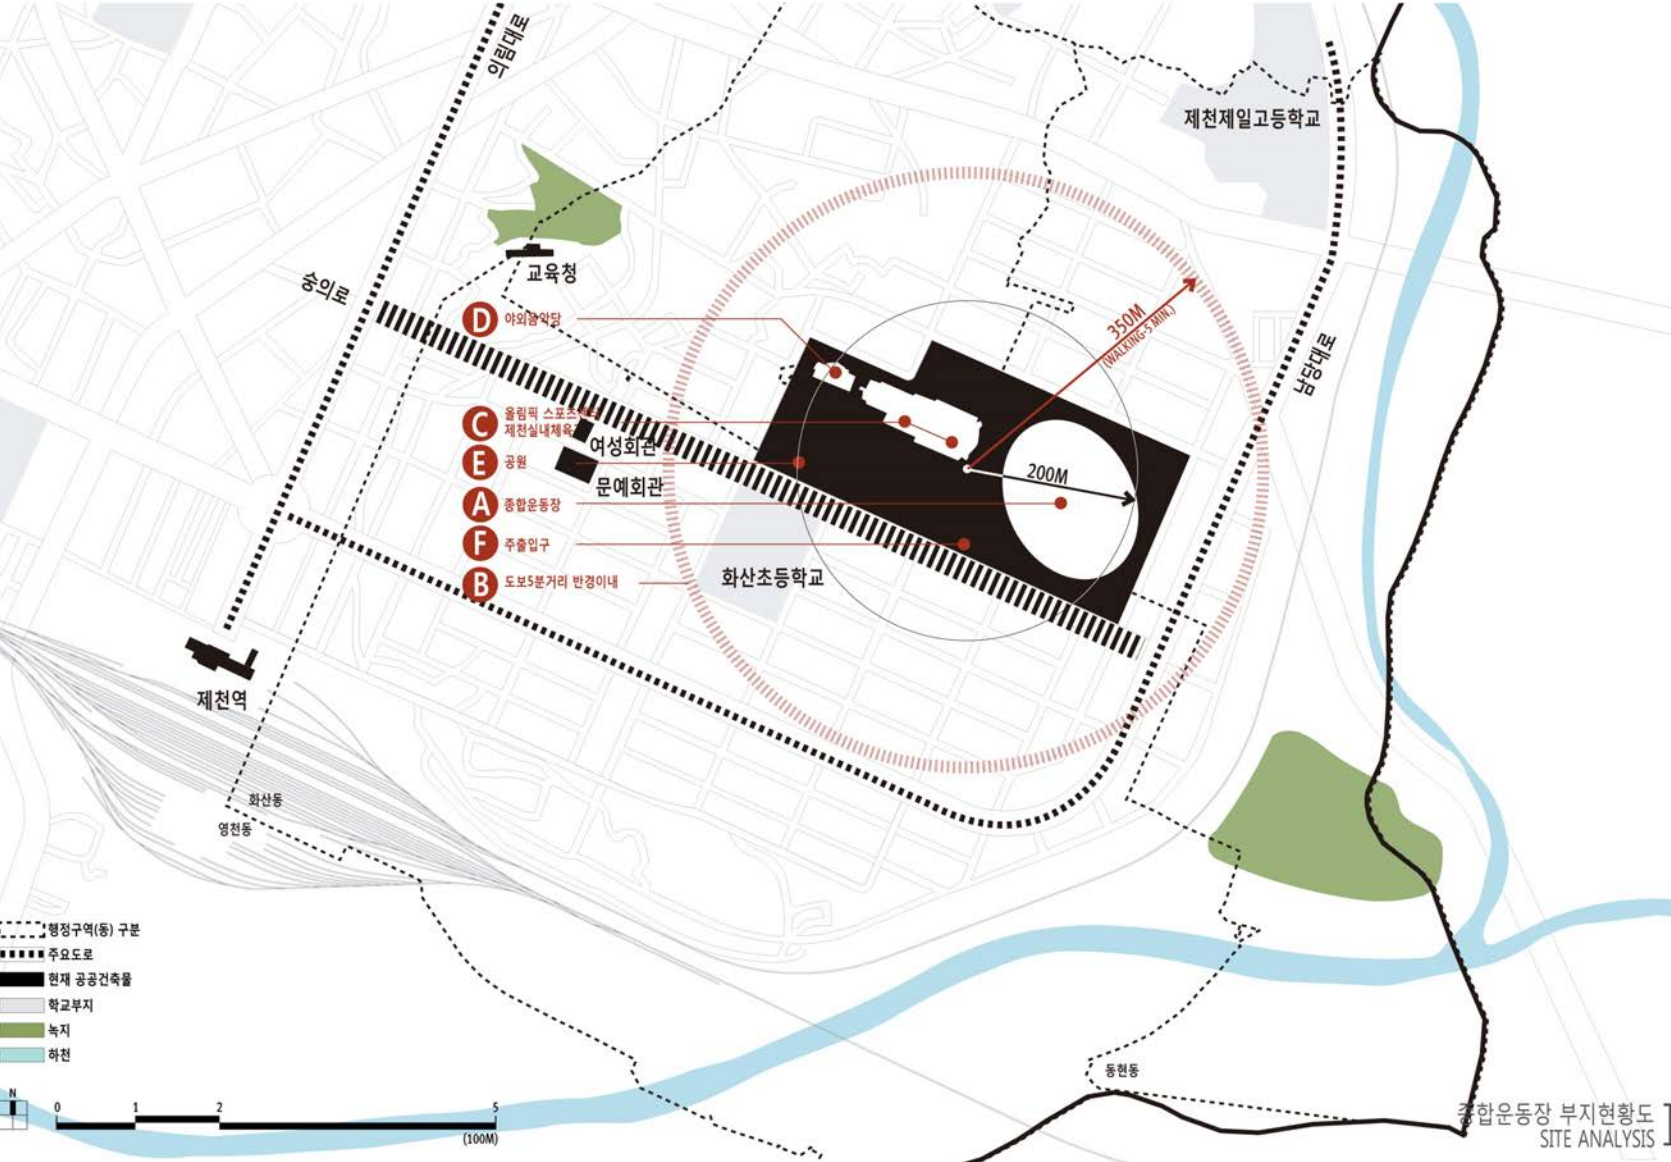 의림대로
제천제일고등학교
교육청
숭의로
D 야외음악당
350M
(WALKING-5 MIN.)
남당대로
C 올림픽 스포츠센터
제천실내체육
여성회관
E 공원
문예회관
200M
A 종합운동장
F 주출입구
화산초등학교
B 도보5분거리 반경이내
제천역
화산동
영천동
행정구역(동) 구분
주요도로
현재 공공건축물
학교부지
녹지
하천
동현동
N
0 1 2 5
(100M)
종합운동장 부지현황도
SITE ANALYSIS